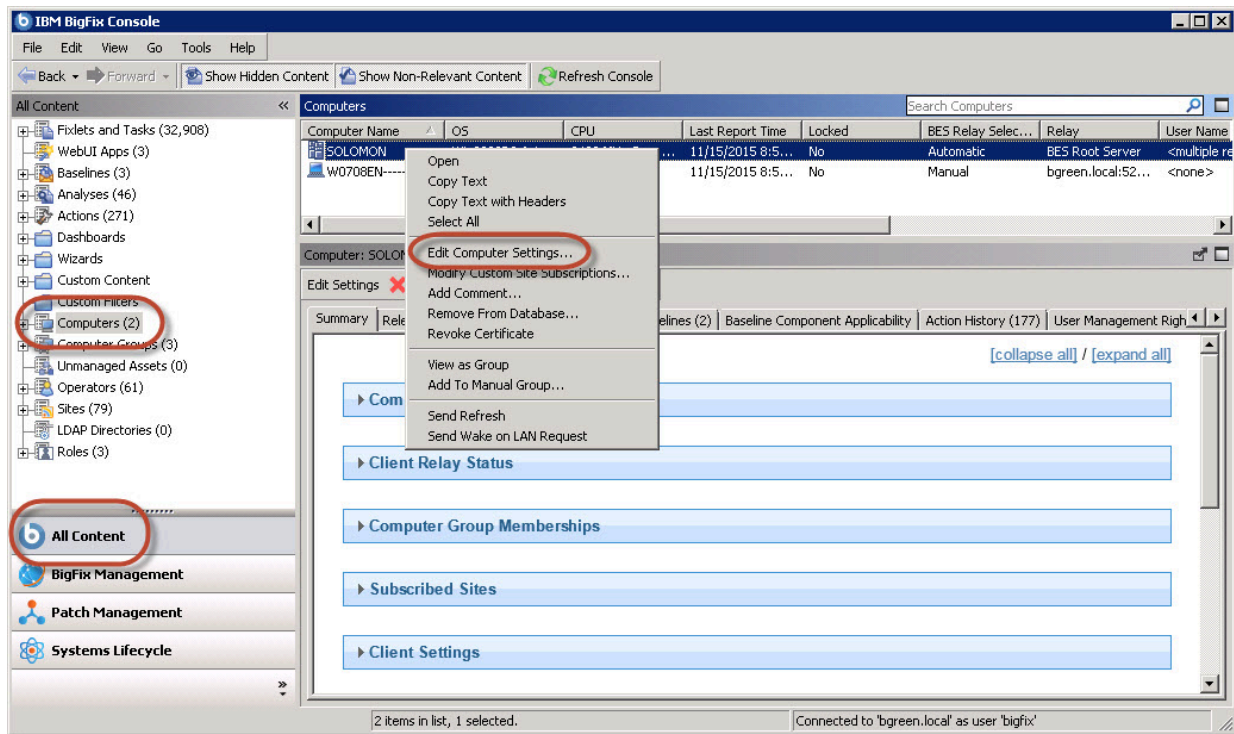 IBM BigFix Console
File Edit View Go Tools Help
Back Forward Show Hidden Content Show Non-Relevant Content Refresh Console
All Content «
Fixlets and Tasks (32,908)
WebUI Apps (3)
Baselines (3)
Analyses (46)
Actions (271)
Dashboards
Wizards
Custom Content
Custom Filters
Computers (2)
Computer Groups (3)
Unmanaged Assets (0)
Operators (61)
Sites (79)
LDAP Directories (0)
Roles (3)
All Content
BigFix Management
Patch Management
Systems Lifecycle
»
Computers Search Computers
Computer Name OS CPU Last Report Time Locked BES Relay Selec... Relay User Name
SOLOMON ... 11/15/2015 8:5... No Automatic BES Root Server <multiple re
W0708EN----- 11/15/2015 8:5... No Manual bgreen.local:52... <none>
Open
Copy Text
Copy Text with Headers
Select All
Edit Computer Settings...
Modify Custom Site Subscriptions...
Add Comment...
Remove From Database...
Revoke Certificate
View as Group
Add To Manual Group...
Send Refresh
Send Wake on LAN Request
Computer: SOLOM
Edit Settings
Summary Rele elines (2) Baseline Component Applicability Action History (177) User Management Righ
[collapse all] / [expand all]
Com
Client Relay Status
Computer Group Memberships
Subscribed Sites
Client Settings
2 items in list, 1 selected. Connected to 'bgreen.local' as user 'bigfix'